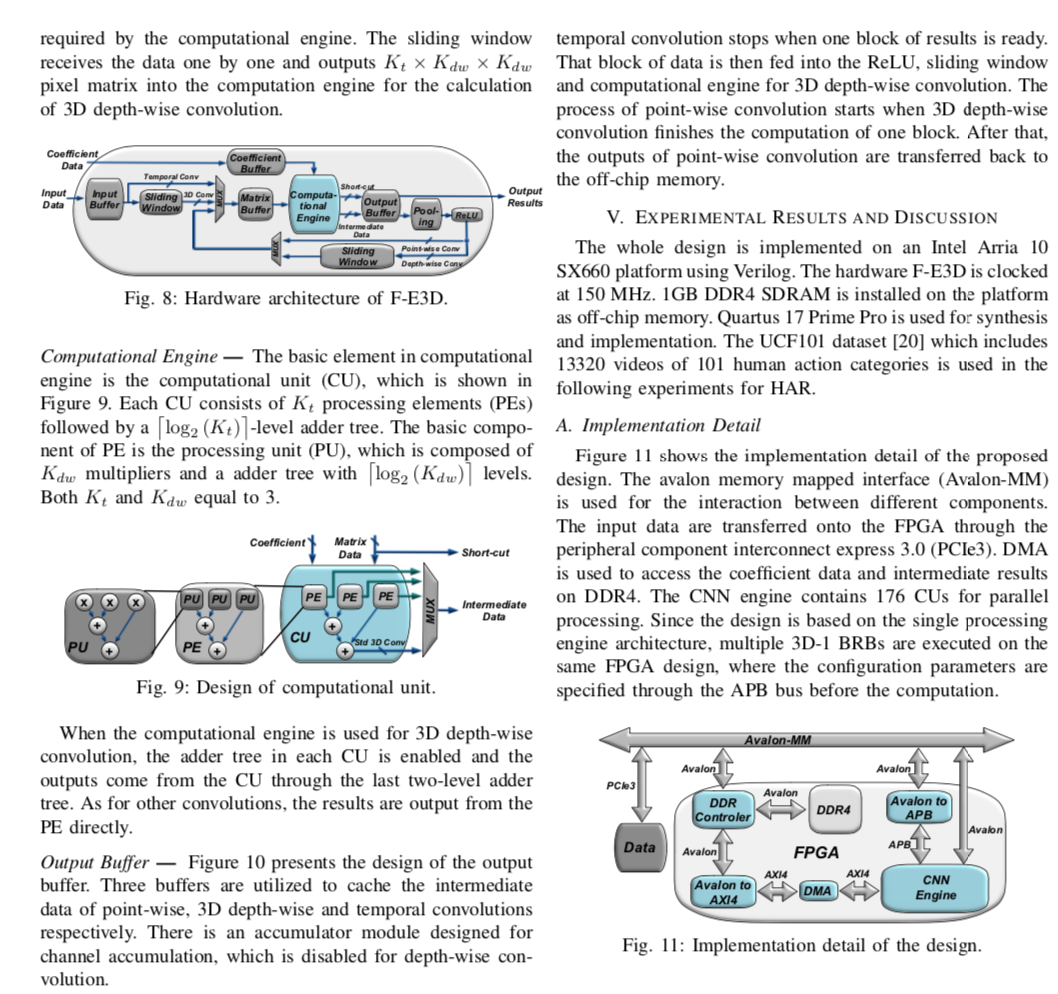 required by the computational engine. The sliding window
receives the data one by one and outputs K_t × K_dw × K_dw
pixel matrix into the computation engine for the calculation
of 3D depth-wise convolution.
Coefficient
Data
Coefficient
Buffer
Input
Data
Input
Buffer
Temporal Conv
Sliding
Window
3D Conv
MUX
Matrix
Buffer
Computa-
tional
Engine
Short-cut
Output
Buffer
Intermediate
Data
Pool-
ing
ReLU
Output
Results
MUX
Sliding
Window
Point-wise Conv
Depth-wise Conv
Fig. 8: Hardware architecture of F-E3D.
Computational Engine — The basic element in computational
engine is the computational unit (CU), which is shown in
Figure 9. Each CU consists of K_t processing elements (PEs)
followed by a ⌈log₂ (K_t)⌉-level adder tree. The basic compo-
nent of PE is the processing unit (PU), which is composed of
K_dw multipliers and a adder tree with ⌈log₂ (K_dw)⌉ levels.
Both K_t and K_dw equal to 3.
Coefficient
Matrix
Data
Short-cut
X X X
+
+
PU
PU PU PU
+
+
PE
PE PE PE
CU
+
Std 3D Conv
MUX
Intermediate
Data
Fig. 9: Design of computational unit.
When the computational engine is used for 3D depth-wise
convolution, the adder tree in each CU is enabled and the
outputs come from the CU through the last two-level adder
tree. As for other convolutions, the results are output from the
PE directly.
Output Buffer — Figure 10 presents the design of the output
buffer. Three buffers are utilized to cache the intermediate
data of point-wise, 3D depth-wise and temporal convolutions
respectively. There is an accumulator module designed for
channel accumulation, which is disabled for depth-wise con-
volution.
temporal convolution stops when one block of results is ready.
That block of data is then fed into the ReLU, sliding window
and computational engine for 3D depth-wise convolution. The
process of point-wise convolution starts when 3D depth-wise
convolution finishes the computation of one block. After that,
the outputs of point-wise convolution are transferred back to
the off-chip memory.
V. EXPERIMENTAL RESULTS AND DISCUSSION
The whole design is implemented on an Intel Arria 10
SX660 platform using Verilog. The hardware F-E3D is clocked
at 150 MHz. 1GB DDR4 SDRAM is installed on the platform
as off-chip memory. Quartus 17 Prime Pro is used for synthesis
and implementation. The UCF101 dataset [20] which includes
13320 videos of 101 human action categories is used in the
following experiments for HAR.
A. Implementation Detail
Figure 11 shows the implementation detail of the proposed
design. The avalon memory mapped interface (Avalon-MM)
is used for the interaction between different components.
The input data are transferred onto the FPGA through the
peripheral component interconnect express 3.0 (PCIe3). DMA
is used to access the coefficient data and intermediate results
on DDR4. The CNN engine contains 176 CUs for parallel
processing. Since the design is based on the single processing
engine architecture, multiple 3D-1 BRBs are executed on the
same FPGA design, where the configuration parameters are
specified through the APB bus before the computation.
Avalon-MM
PCIe3
Avalon
Avalon
Data
DDR
Controler
Avalon
DDR4
Avalon to
APB
Avalon
FPGA
APB
Avalon
Avalon to
AXI4
AXI4
DMA
AXI4
CNN
Engine
Fig. 11: Implementation detail of the design.